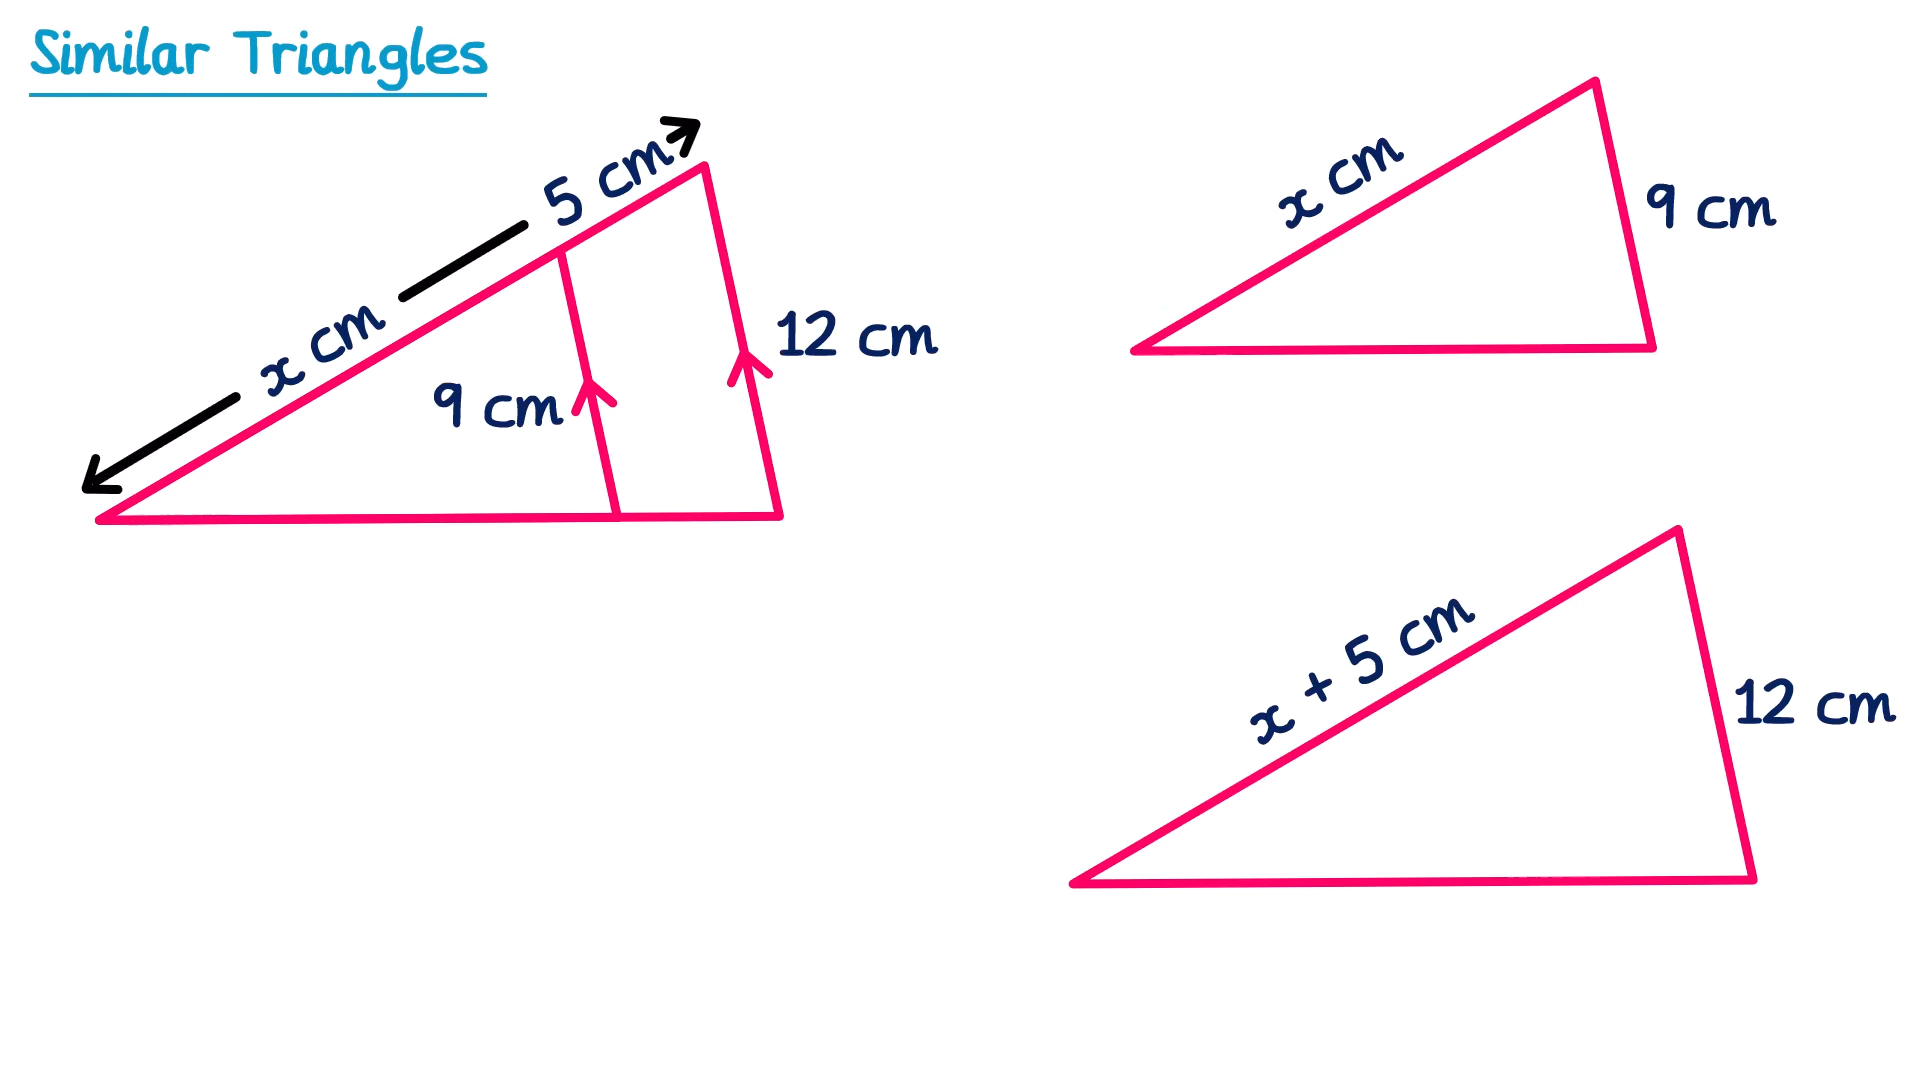 Similar Triangles
5 cm
x cm
9 cm
12 cm
x cm
9 cm
x + 5 cm
12 cm